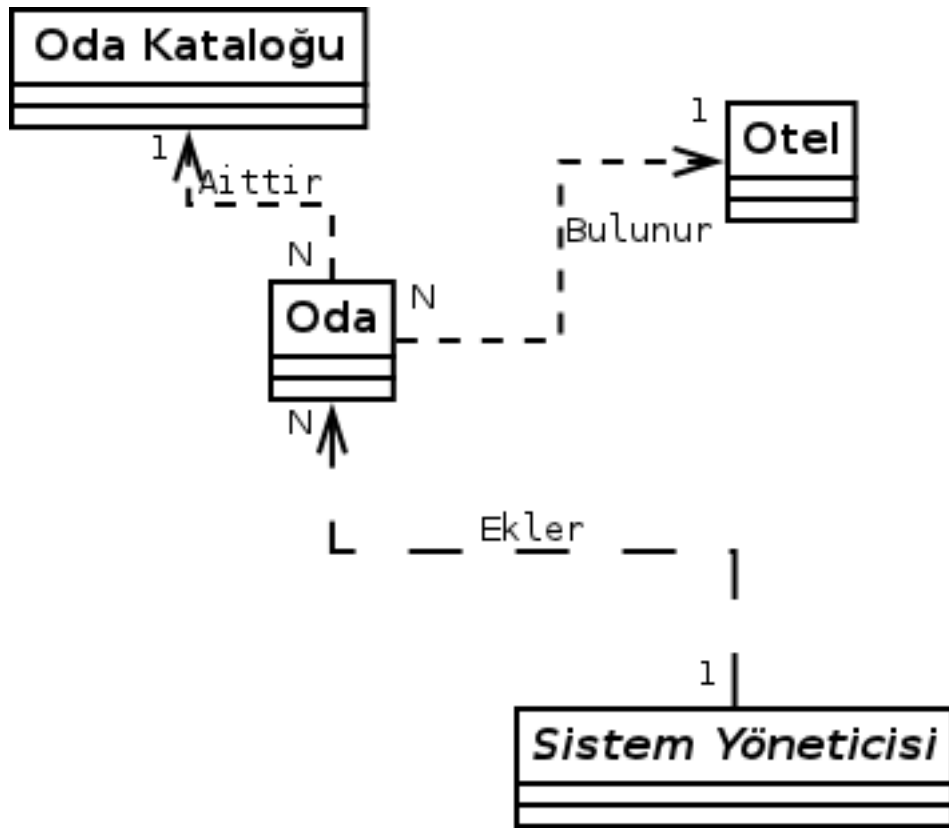 Oda Kataloğu
1
Aittir
N
1
Otel
Bulunur
Oda
N
N
Ekler
1
Sistem Yöneticisi